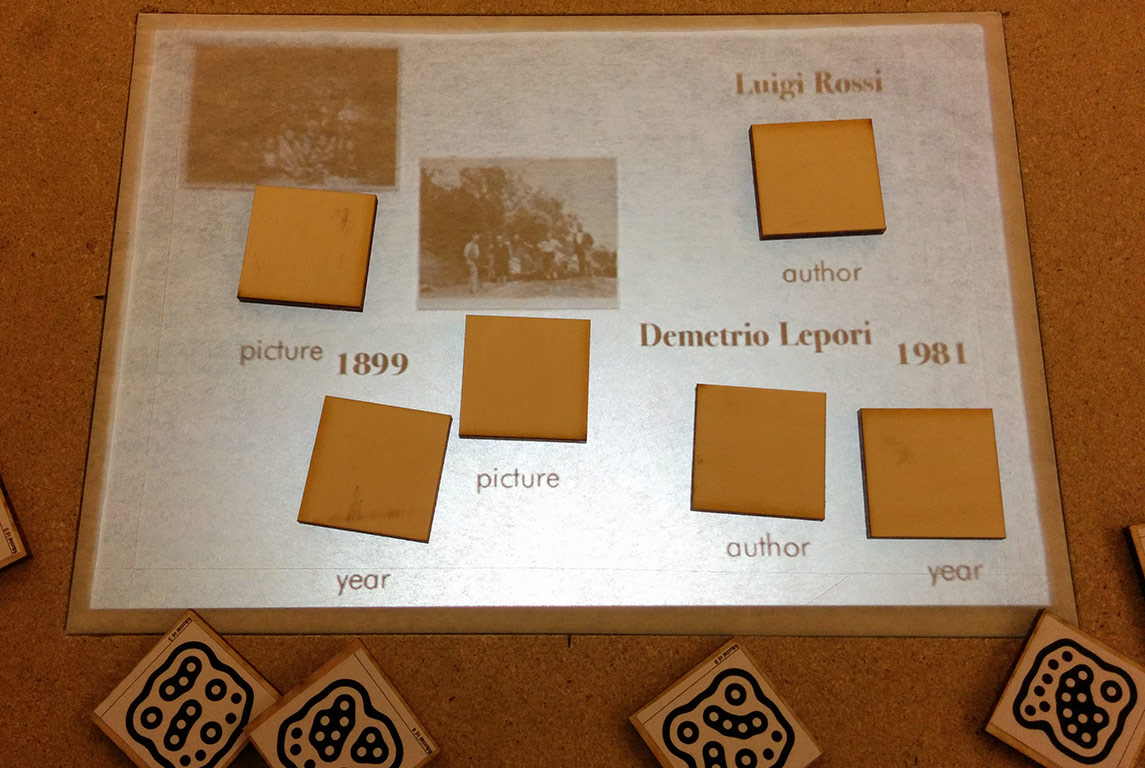 Luigi Rossi
author
picture
1899
Demetrio Lepori
1981
picture
author
year
year